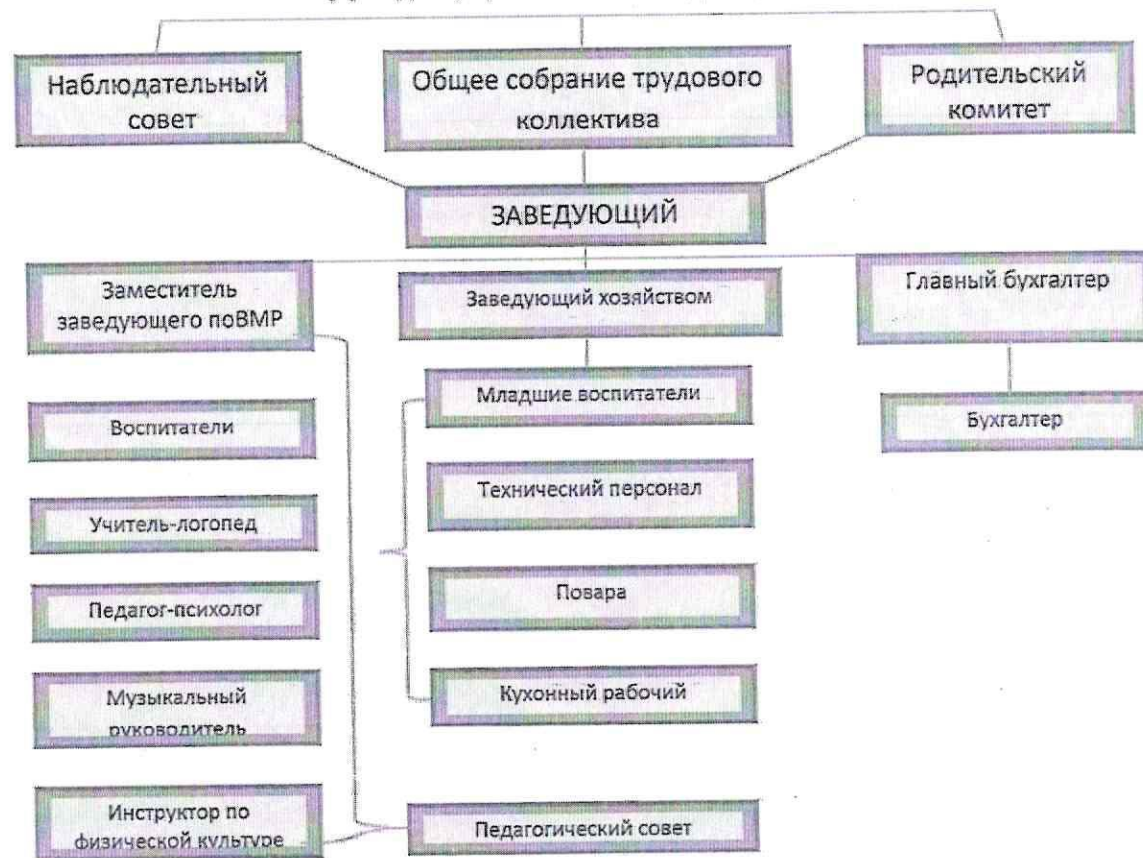 Наблюдательный
совет
Общее собрание трудового
коллектива
Родительский
комитет
ЗАВЕДУЮЩИЙ
Заместитель
заведующего поВМР
Заведующий хозяйством
Главный бухгалтер
Младшие воспитатели
Воспитатели
Бухгалтер
Технический персонал
Учитель-логопед
Повара
Педагог-психолог
Музыкальный
руководитель
Кухонный рабочий
Инструктор по
физической культуре
Педагогический совет